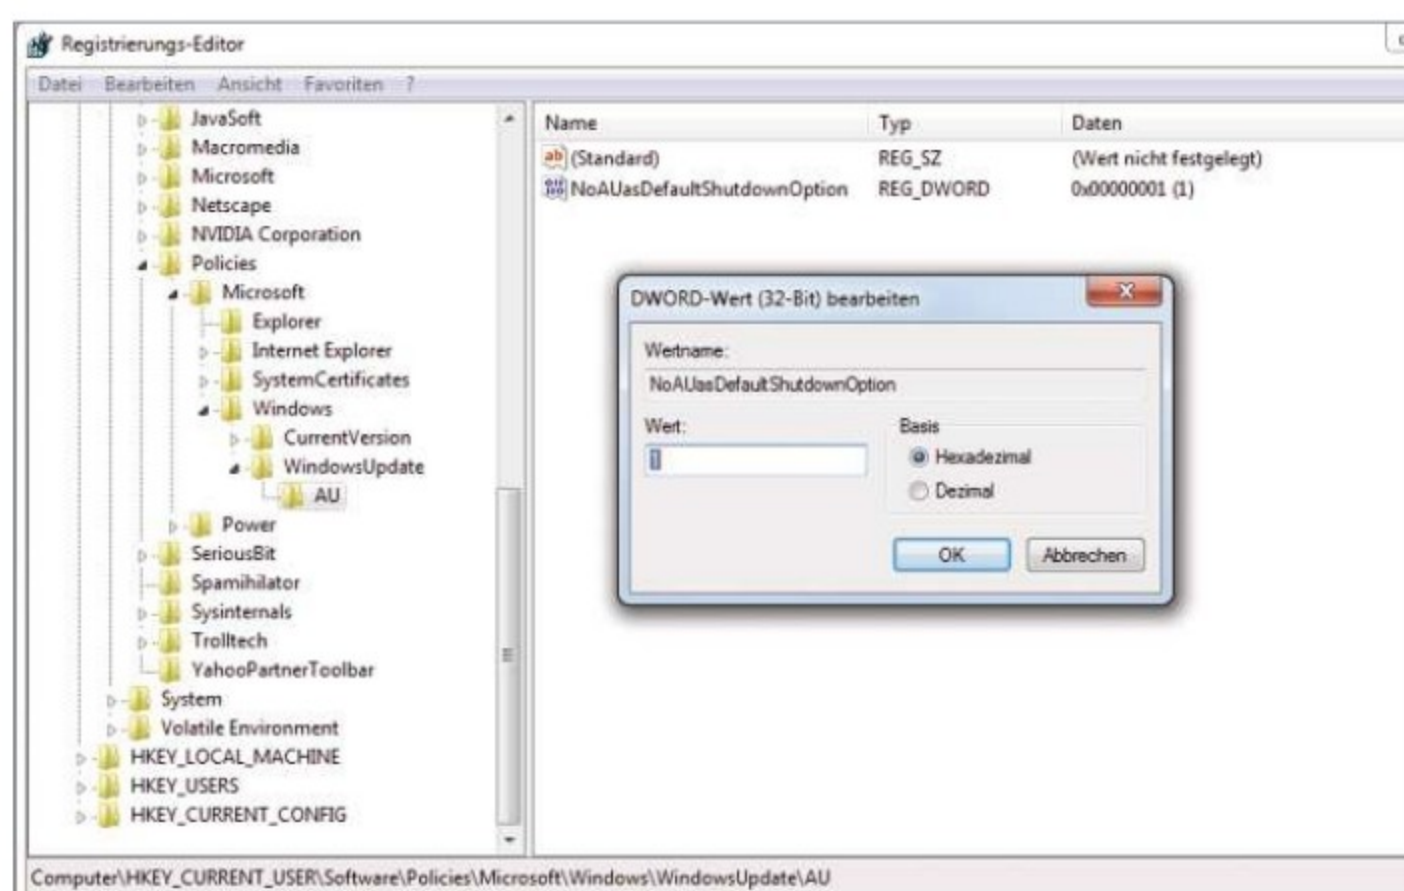 Registrierungs-Editor
Datei Bearbeiten Ansicht Favoriten ?
JavaSoft
Macromedia
Microsoft
Netscape
NVIDIA Corporation
Policies
Microsoft
Explorer
Internet Explorer
SystemCertificates
Windows
CurrentVersion
WindowsUpdate
AU
Power
SeriousBit
Spamihilator
Sysinternals
Trolltech
YahooPartnerToolbar
System
Volatile Environment
HKEY_LOCAL_MACHINE
HKEY_USERS
HKEY_CURRENT_CONFIG
Name Typ Daten
(Standard) REG_SZ (Wert nicht festgelegt)
NoAUasDefaultShutdownOption REG_DWORD 0x00000001 (1)
DWORD-Wert (32-Bit) bearbeiten
Wertname:
NoAUasDefaultShutdownOption
Wert:
1
Basis
Hexadezimal
Dezimal
OK Abbrechen
Computer\HKEY_CURRENT_USER\Software\Policies\Microsoft\Windows\WindowsUpdate\AU